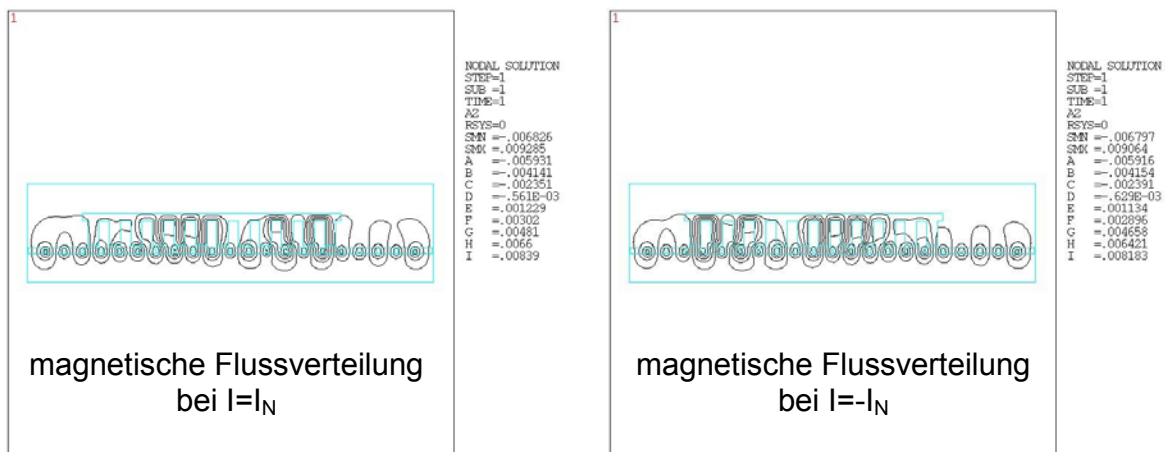 1
NODAL SOLUTION
STEP=1
SUB =1
TIME=1
AZ
RSYS=0
SMN =-.006826
SMX =.009285
A =-.005931
B =-.004141
C =-.002351
D =-.561E-03
E =.001229
F =.00302
G =.00481
H =.0066
I =.00839
magnetische Flussverteilung
bei I=IN
1
NODAL SOLUTION
STEP=1
SUB =1
TIME=1
AZ
RSYS=0
SMN =-.006797
SMX =.009064
A =-.005916
B =-.004154
C =-.002391
D =-.629E-03
E =.001134
F =.002896
G =.004658
H =.006421
I =.008183
magnetische Flussverteilung
bei I=-IN